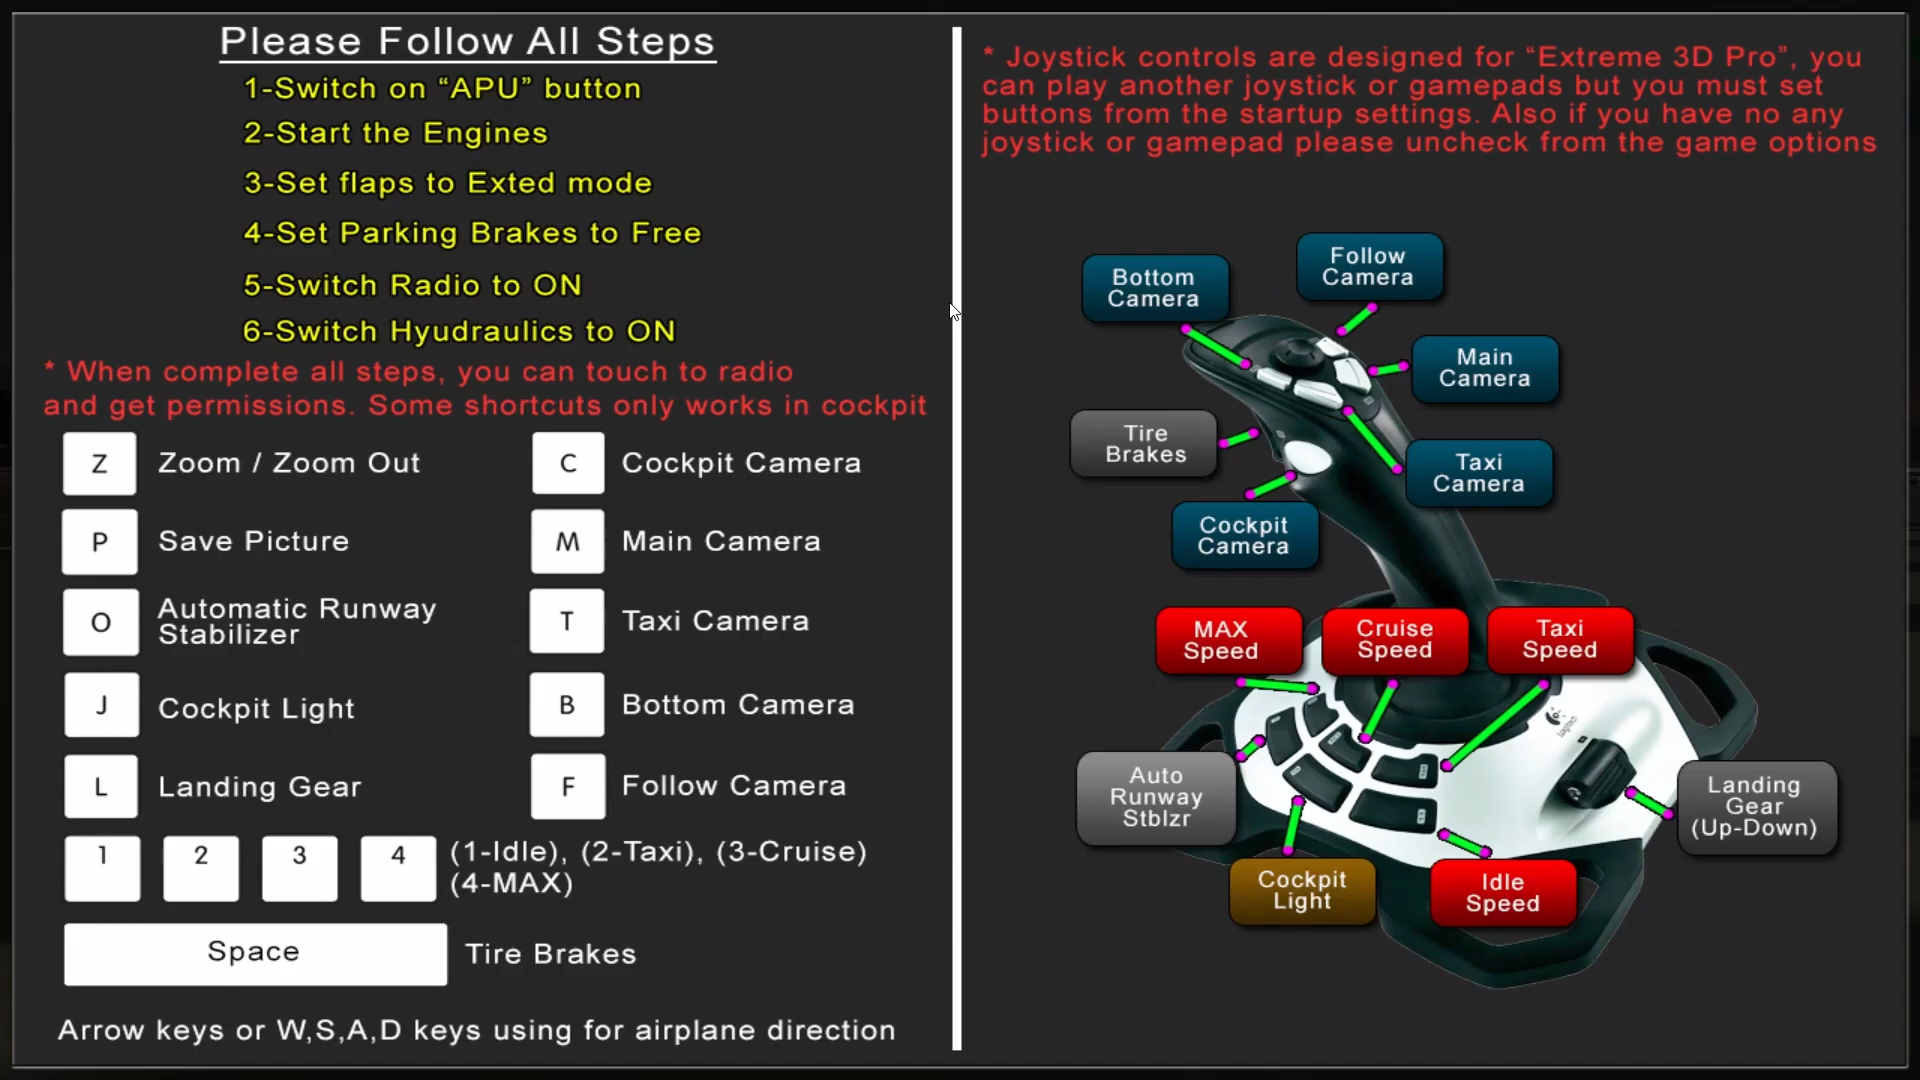 Please Follow All Steps
1-Switch on “APU” button
2-Start the Engines
3-Set flaps to Exted mode
4-Set Parking Brakes to Free
5-Switch Radio to ON
6-Switch Hyudraulics to ON
* When complete all steps, you can touch to radio
and get permissions. Some shortcuts only works in cockpit
Z Zoom / Zoom Out
C Cockpit Camera
P Save Picture
M Main Camera
O Automatic Runway
Stabilizer
T Taxi Camera
J Cockpit Light
B Bottom Camera
L Landing Gear
F Follow Camera
1 2 3 4 (1-Idle), (2-Taxi), (3-Cruise)
(4-MAX)
Space Tire Brakes
Arrow keys or W,S,A,D keys using for airplane direction
* Joystick controls are designed for “Extreme 3D Pro”, you
can play another joystick or gamepads but you must set
buttons from the startup settings. Also if you have no any
joystick or gamepad please uncheck from the game options
Bottom
Camera
Follow
Camera
Main
Camera
Tire
Brakes
Taxi
Camera
Cockpit
Camera
MAX
Speed
Cruise
Speed
Taxi
Speed
Logitech
Auto
Runway
Stblzr
Landing
Gear
(Up-Down)
Cockpit
Light
Idle
Speed